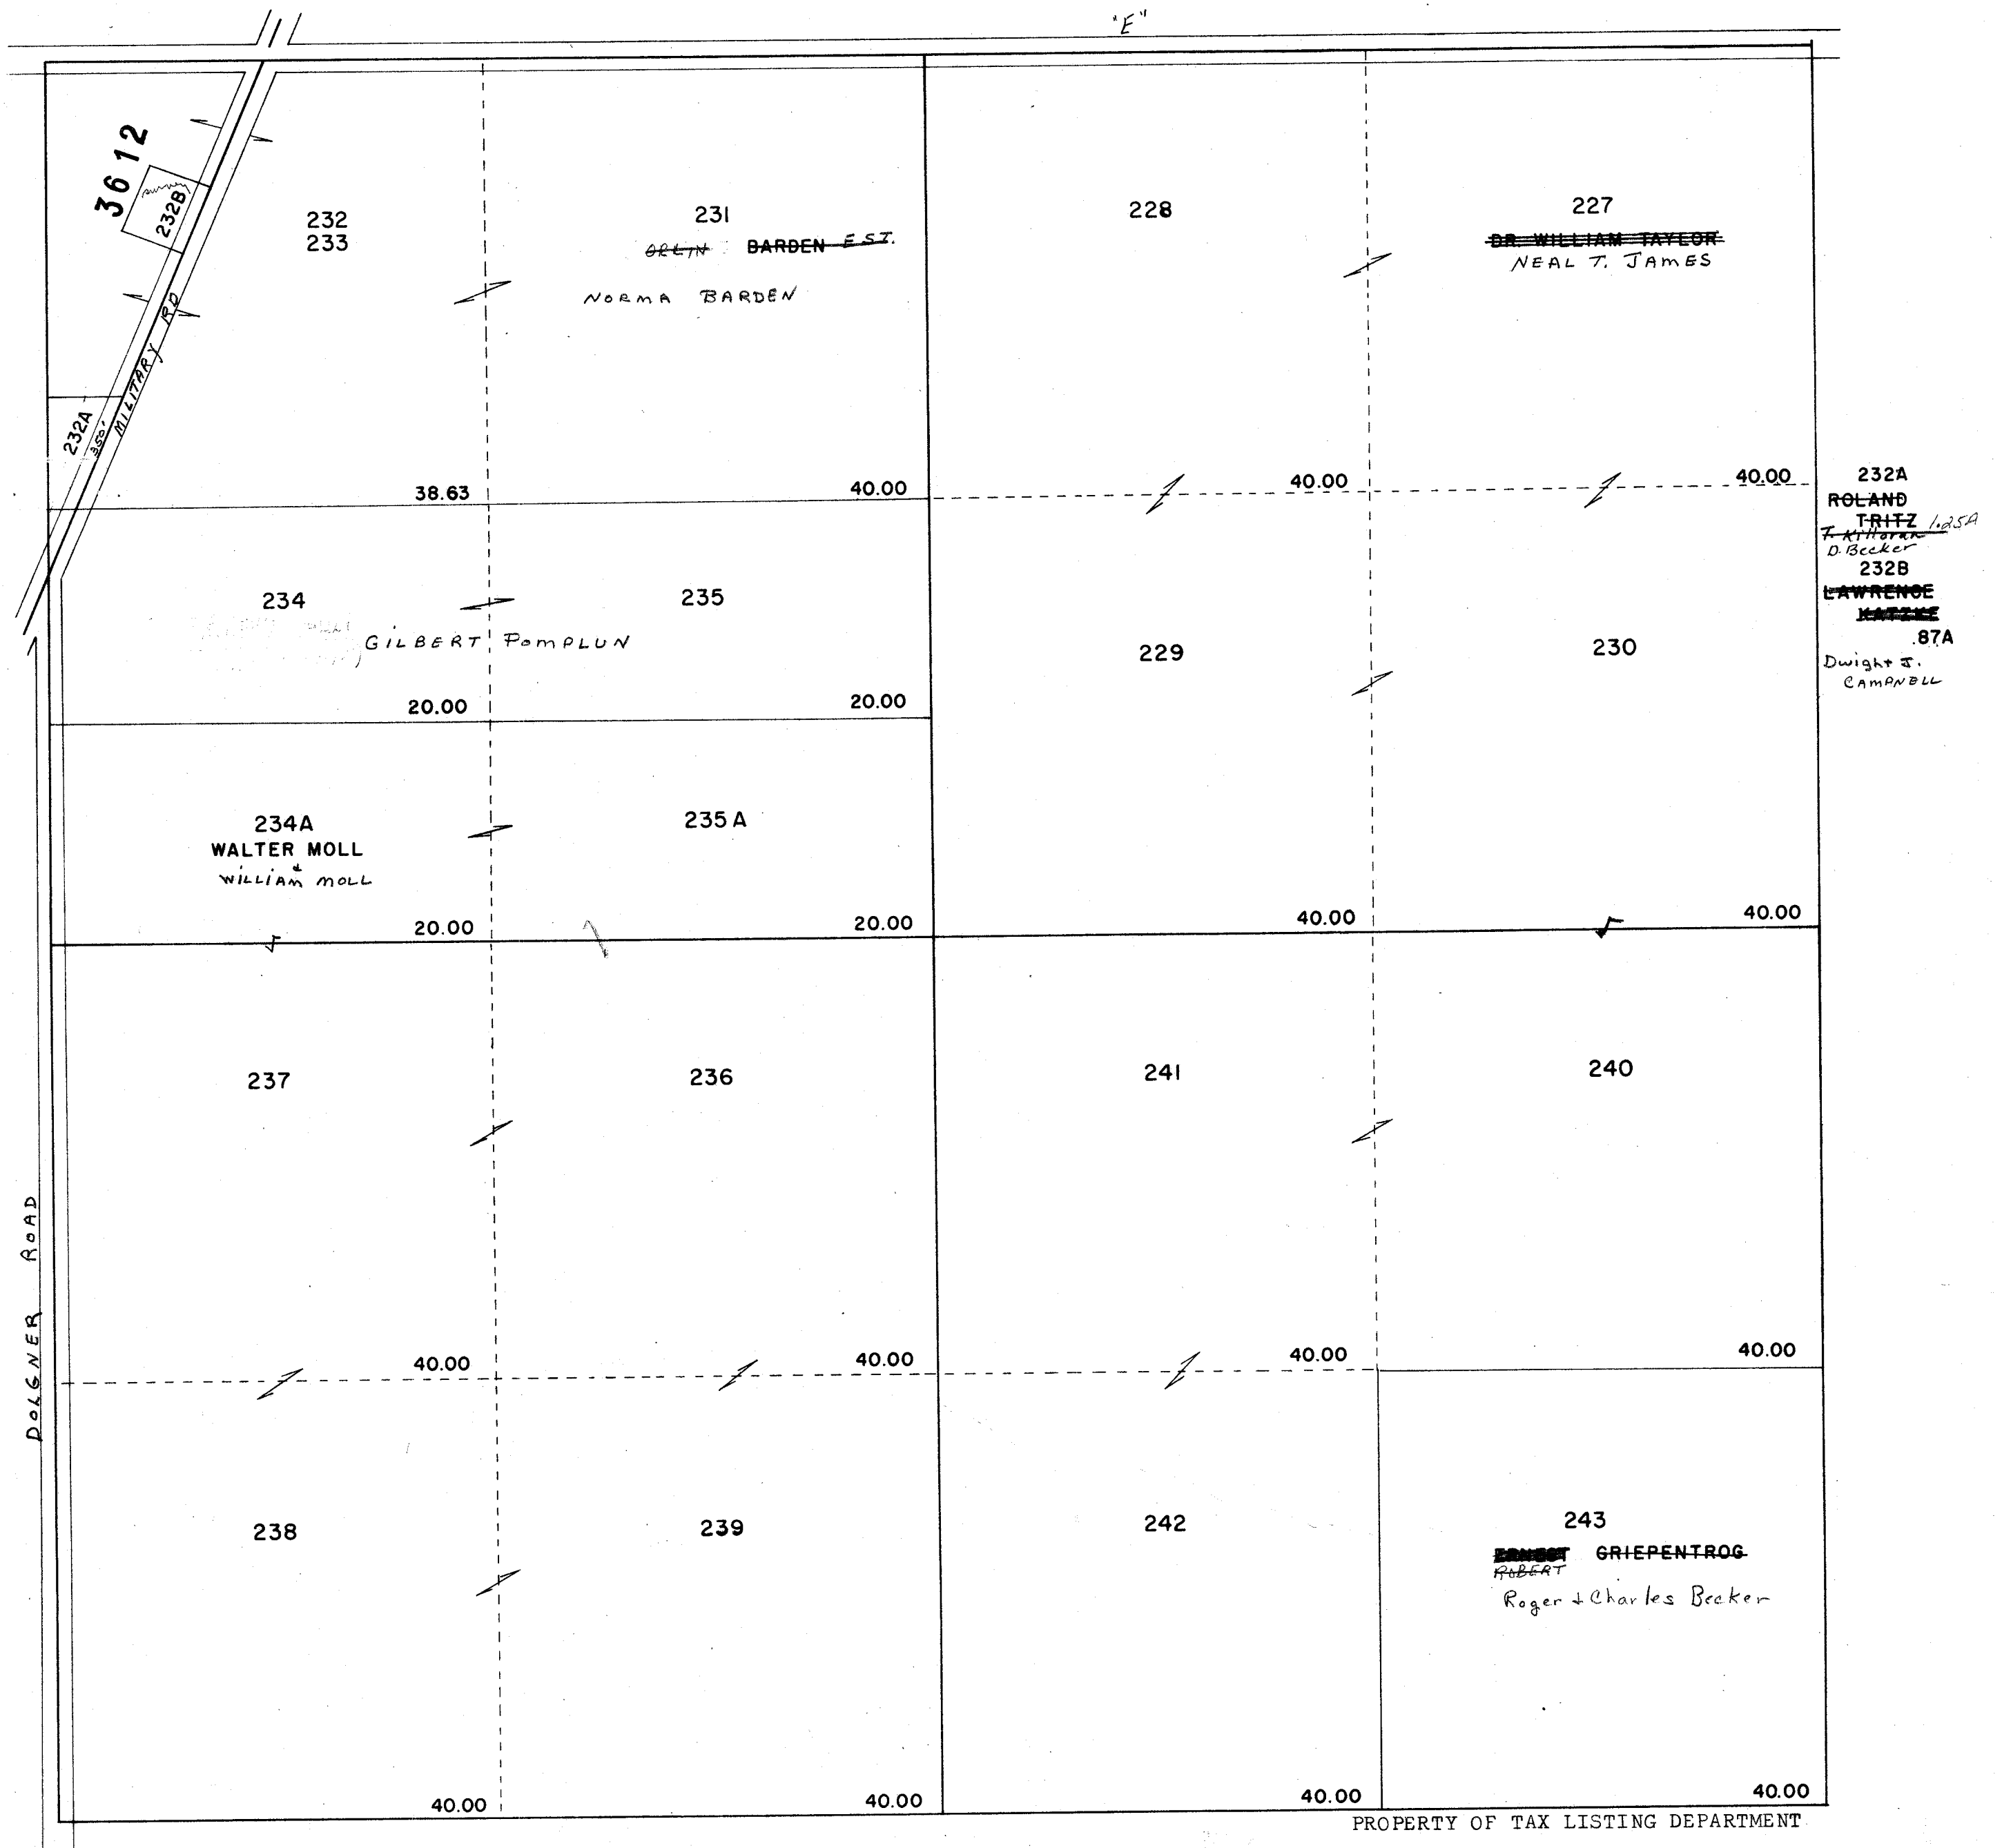 "E"
3612
232B
232
233
231
ORLIN BARDEN EST.
NORMA BARDEN
228
227
DR. WILLIAM TAYLOR
NEAL T. JAMES
MILITARY RD
232A
350'
38.63
40.00
40.00
40.00
232A
ROLAND
TRITZ 1.25A
T. Killoran
D. Becker
232B
LAWRENCE
KATZKE
.87A
Dwight J.
CAMPNELL
234
235
GILBERT POMPLUN
229
230
20.00
20.00
234A
WALTER MOLL
&
WILLIAM MOLL
235A
20.00
20.00
40.00
40.00
237
236
241
240
DOLGNER ROAD
40.00
40.00
40.00
40.00
238
239
242
243
ERNEST GRIEPENTROG
ROBERT
Roger & Charles Becker
40.00
40.00
40.00
40.00
PROPERTY OF TAX LISTING DEPARTMENT